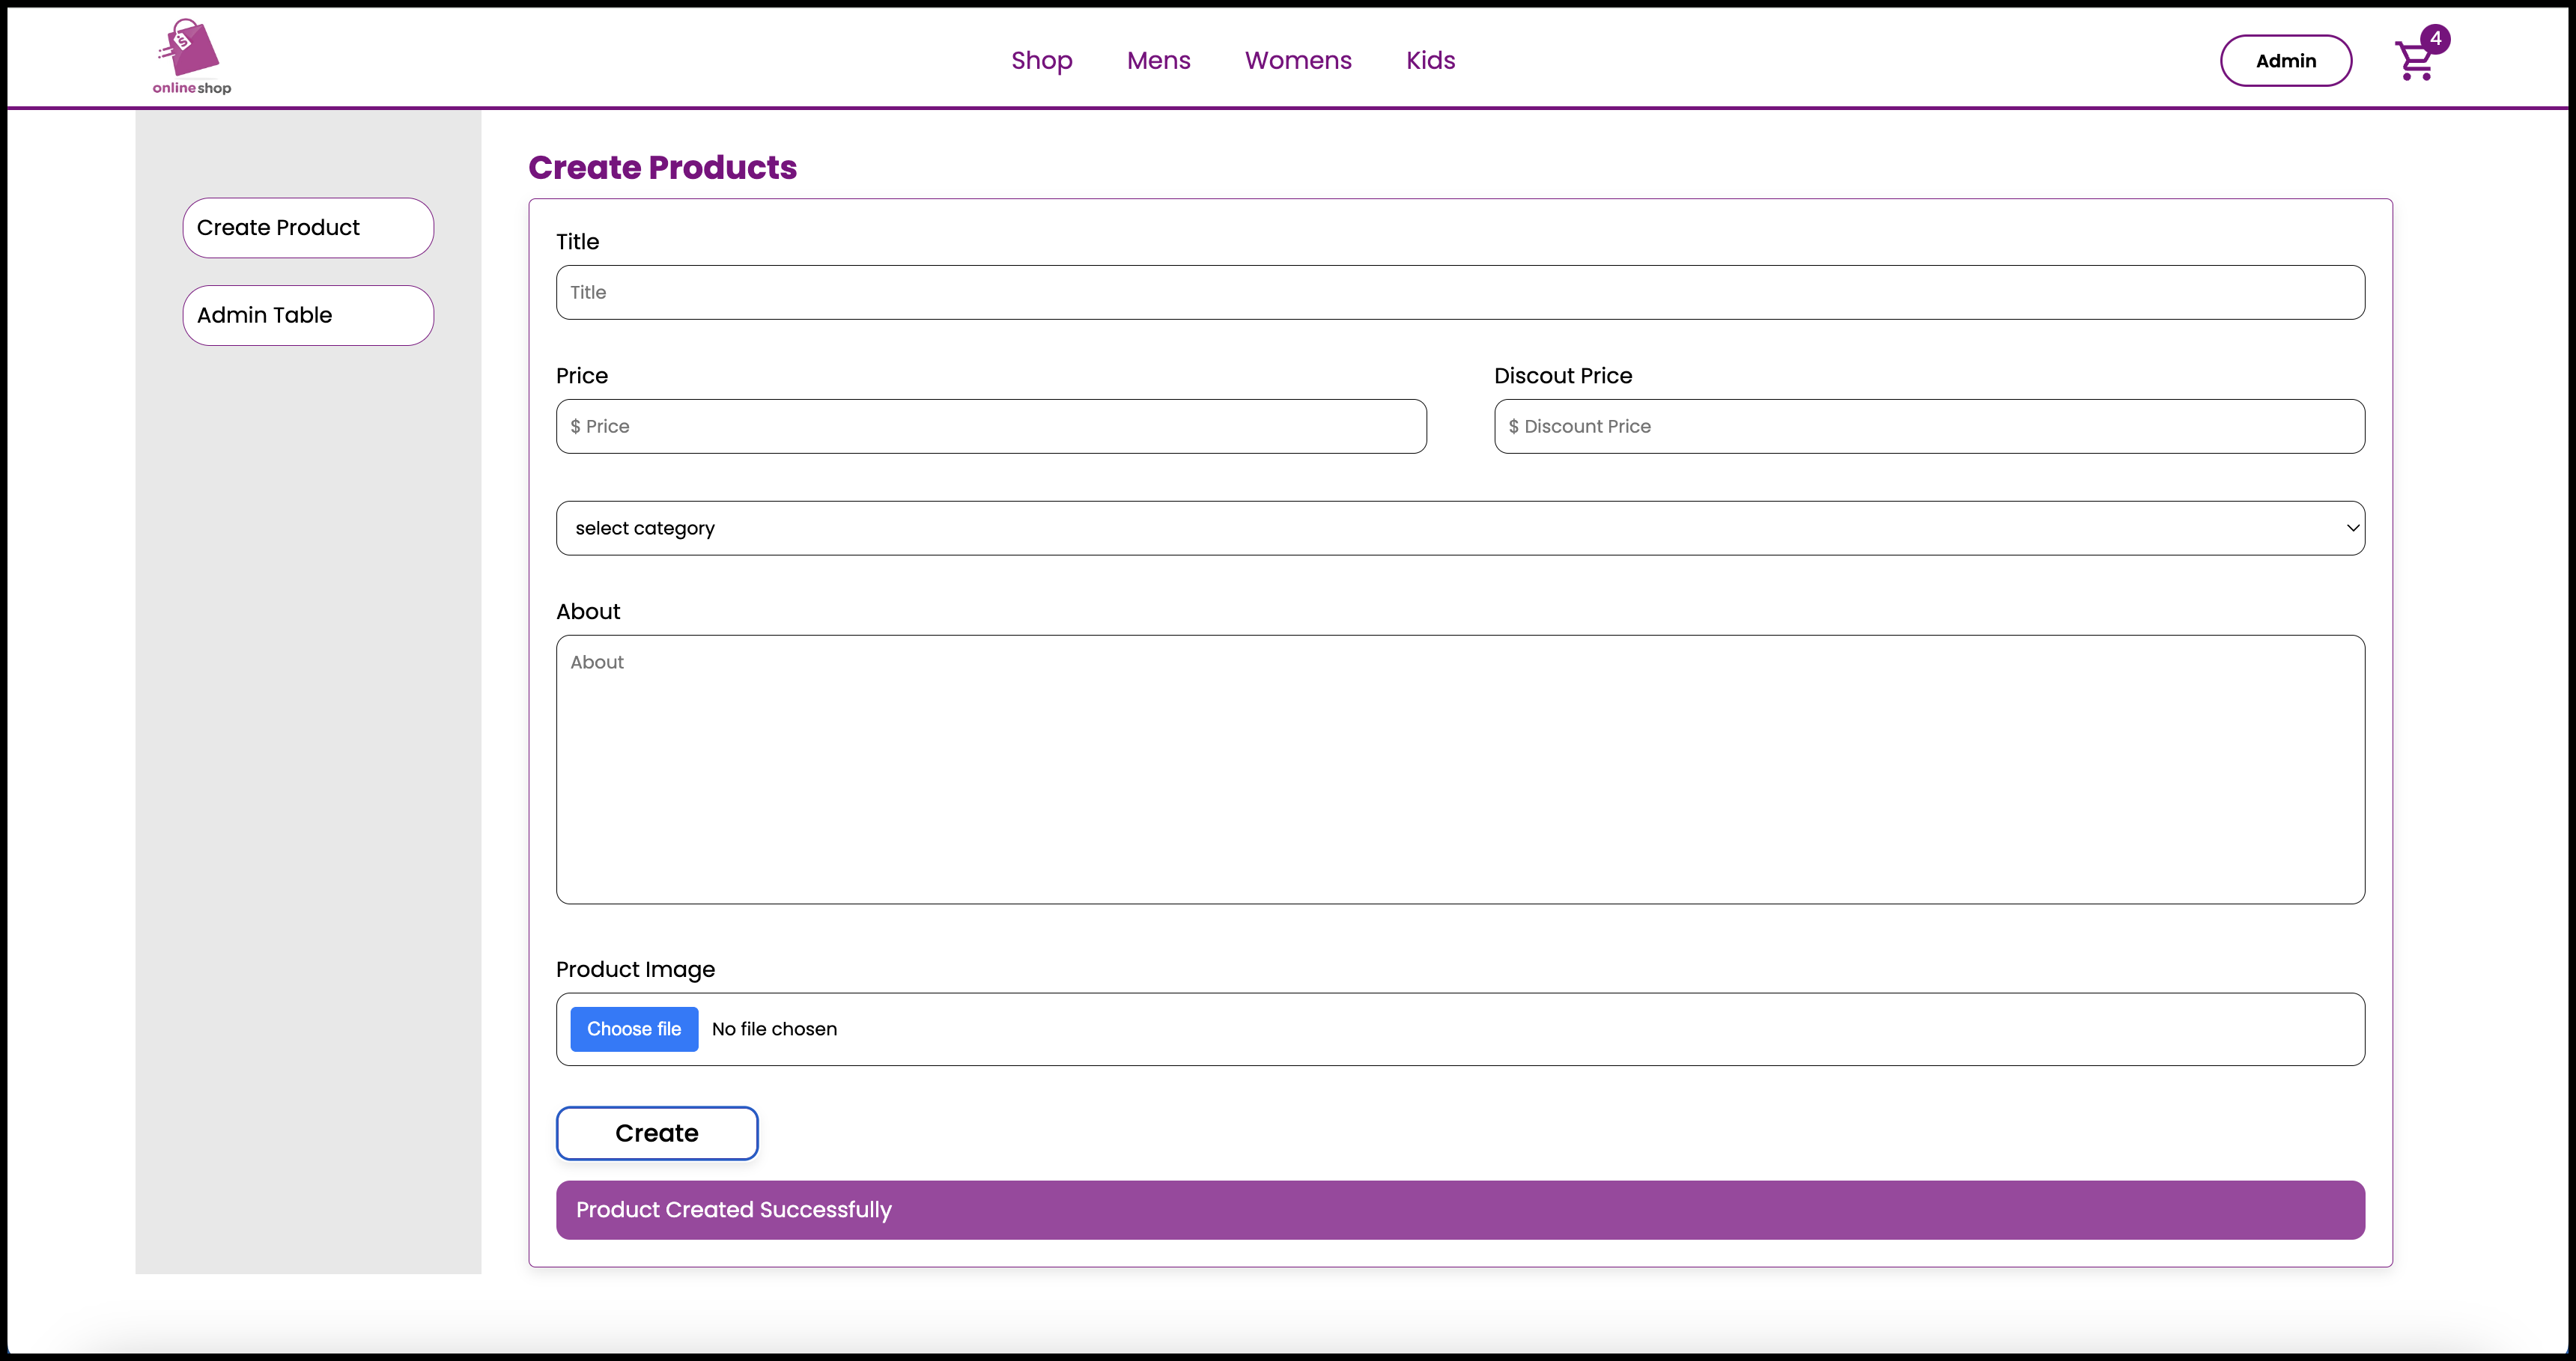 onlineshop
Shop Mens Womens Kids
Admin
4
Create Product
Admin Table
Create Products
Title
Title
Price Discout Price
$ Price $ Discount Price
select category
About
About
Product Image
Choose file No file chosen
Create
Product Created Successfully